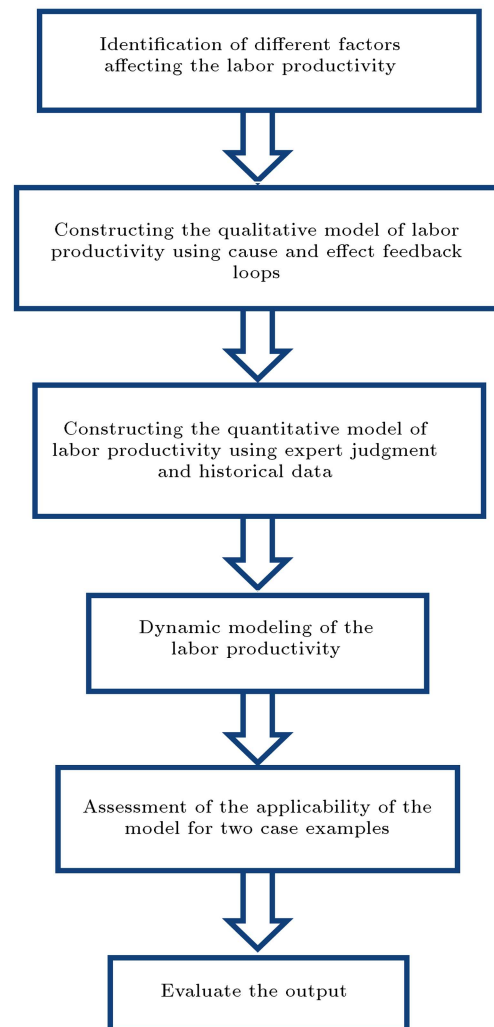 Identification of different factors
affecting the labor productivity
Constructing the qualitative model of labor
productivity using cause and effect feedback
loops
Constructing the quantitative model of
labor productivity using expert judgment
and historical data
Dynamic modeling of the
labor productivity
Assessment of the applicability of the
model for two case examples
Evaluate the output